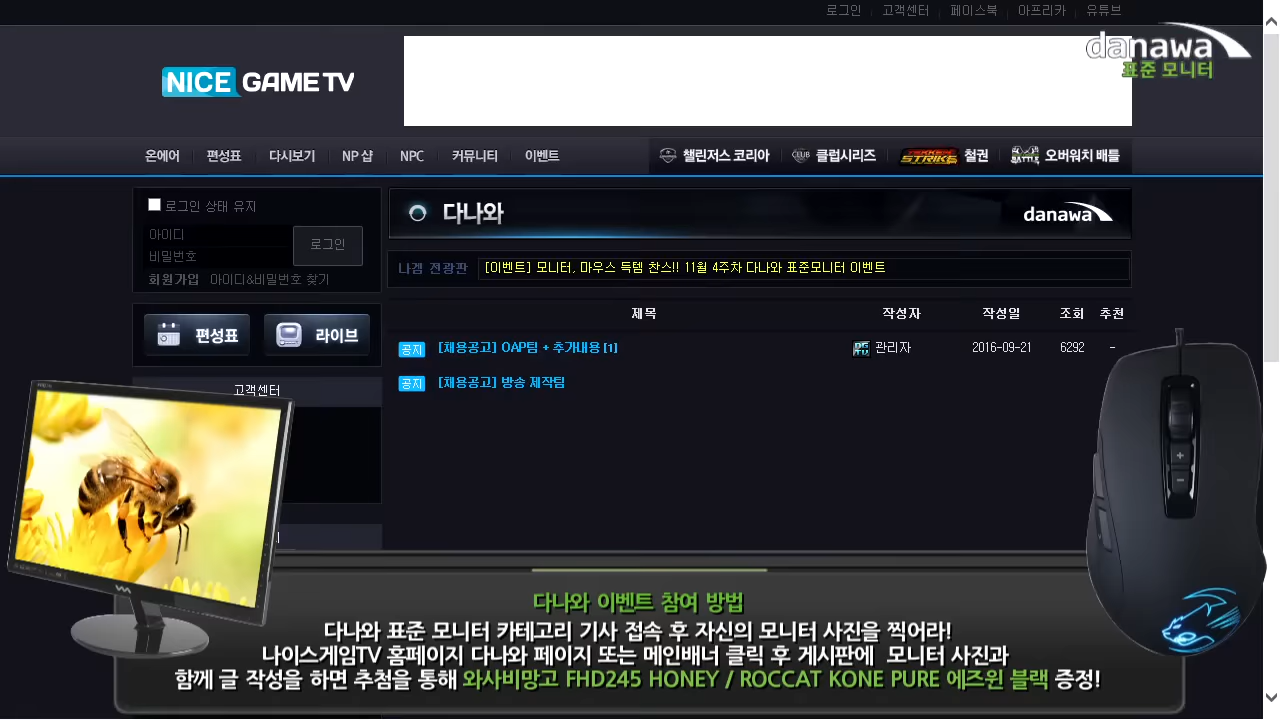 로그인 고객센터 페이스북 아프리카 유튜브
danawa
표준 모니터
NICE GAMETV
온에어 편성표 다시보기 NP 샵 NPC 커뮤니티 이벤트 챌린저스 코리아 CLUB 클럽시리즈 TEKKEN STRIKE 철권 BATTLE 오버워치 배틀
로그인 상태 유지
아이디
비밀번호
로그인
회원가입 아이디&비밀번호 찾기
다나와 danawa
나겜 전광판 [이벤트] 모니터, 마우스 득템 찬스!! 11월 4주차 다나와 표준모니터 이벤트
제목 작성자 작성일 조회 추천
공지 [채용공고] OAP팀 + 추가내용 [1] 관리자 2016-09-21 6292 -
공지 [채용공고] 방송 제작팀
편성표 라이브
고객센터
다나와 이벤트 참여 방법
다나와 표준 모니터 카테고리 기사 접속 후 자신의 모니터 사진을 찍어라!
나이스게임TV 홈페이지 다나와 페이지 또는 메인배너 클릭 후 게시판에 모니터 사진과
함께 글 작성을 하면 추첨을 통해 와사비망고 FHD245 HONEY / ROCCAT KONE PURE 에즈윈 블랙 증정!